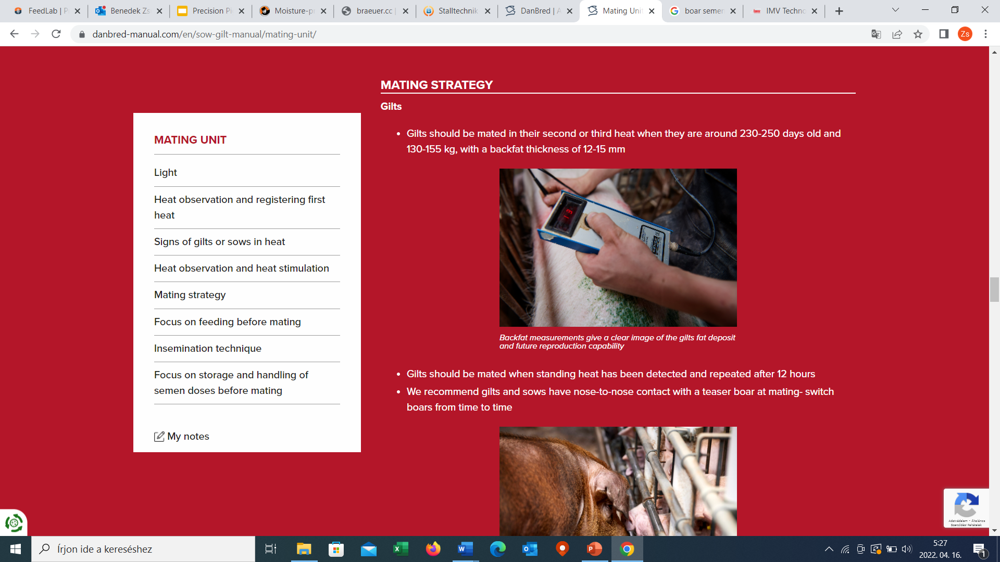 FeedLab | P
Benedek Zs
Precision Pi
Moisture-p
braeuer.cc |
Stalltechnik
DanBred | A
Mating Unit
boar semen
IMV Techno
danbred-manual.com/en/sow-gilt-manual/mating-unit/
Zs
MATING STRATEGY
Gilts
Gilts should be mated in their second or third heat when they are around 230-250 days old and
130-155 kg, with a backfat thickness of 12-15 mm
Backfat measurements give a clear image of the gilts fat deposit
and future reproduction capability
Gilts should be mated when standing heat has been detected and repeated after 12 hours
We recommend gilts and sows have nose-to-nose contact with a teaser boar at mating- switch
boars from time to time
MATING UNIT
Light
Heat observation and registering first
heat
Signs of gilts or sows in heat
Heat observation and heat stimulation
Mating strategy
Focus on feeding before mating
Insemination technique
Focus on storage and handling of
semen doses before mating
My notes
Adatvédelem - Általános
Szerződési Feltételek
Írjon ide a kereséshez
5:27
2022. 04. 16.
1